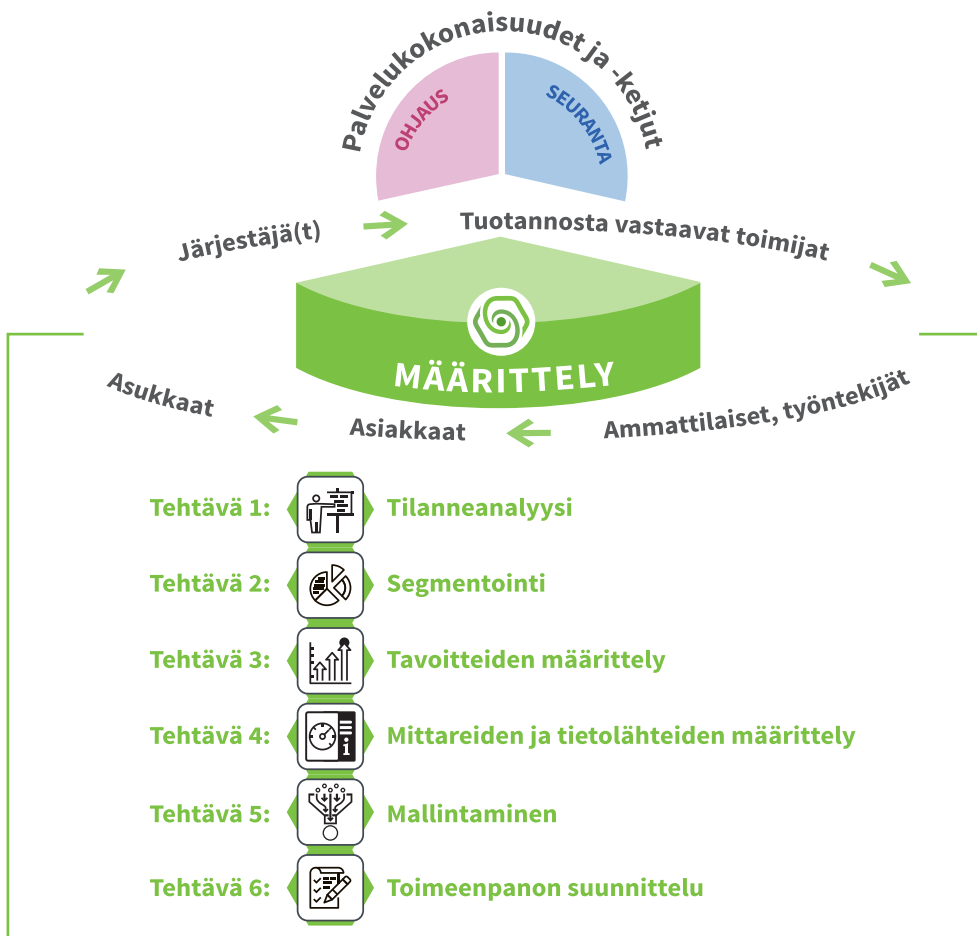 Palvelukokonaisuudet ja -ketjut
OHJAUS
SEURANTA
Järjestäjä(t)
Tuotannosta vastaavat toimijat
MÄÄRITTELY
Asukkaat
Asiakkaat
Ammattilaiset, työntekijät
Tehtävä 1: Tilanneanalyysi
Tehtävä 2: Segmentointi
Tehtävä 3: Tavoitteiden määrittely
Tehtävä 4: Mittareiden ja tietolähteiden määrittely
Tehtävä 5: Mallintaminen
Tehtävä 6: Toimeenpanon suunnittelu